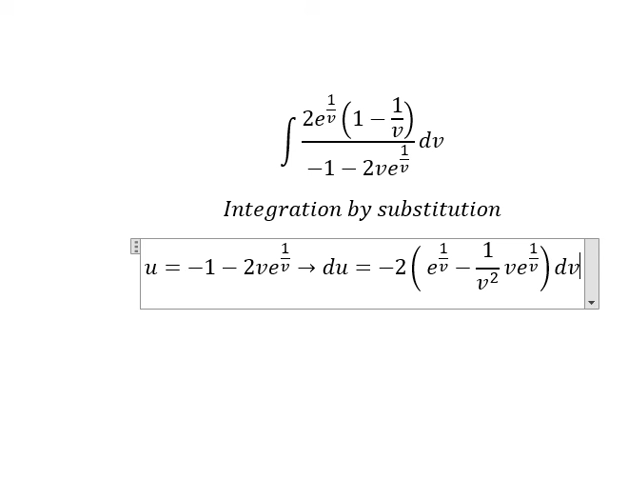 ∫ 2e^(1/v) (1 − 1/v) / (−1 − 2ve^(1/v)) dv
Integration by substitution
u = −1 − 2ve^(1/v) → du = −2( e^(1/v) − 1/v² ve^(1/v) ) dv